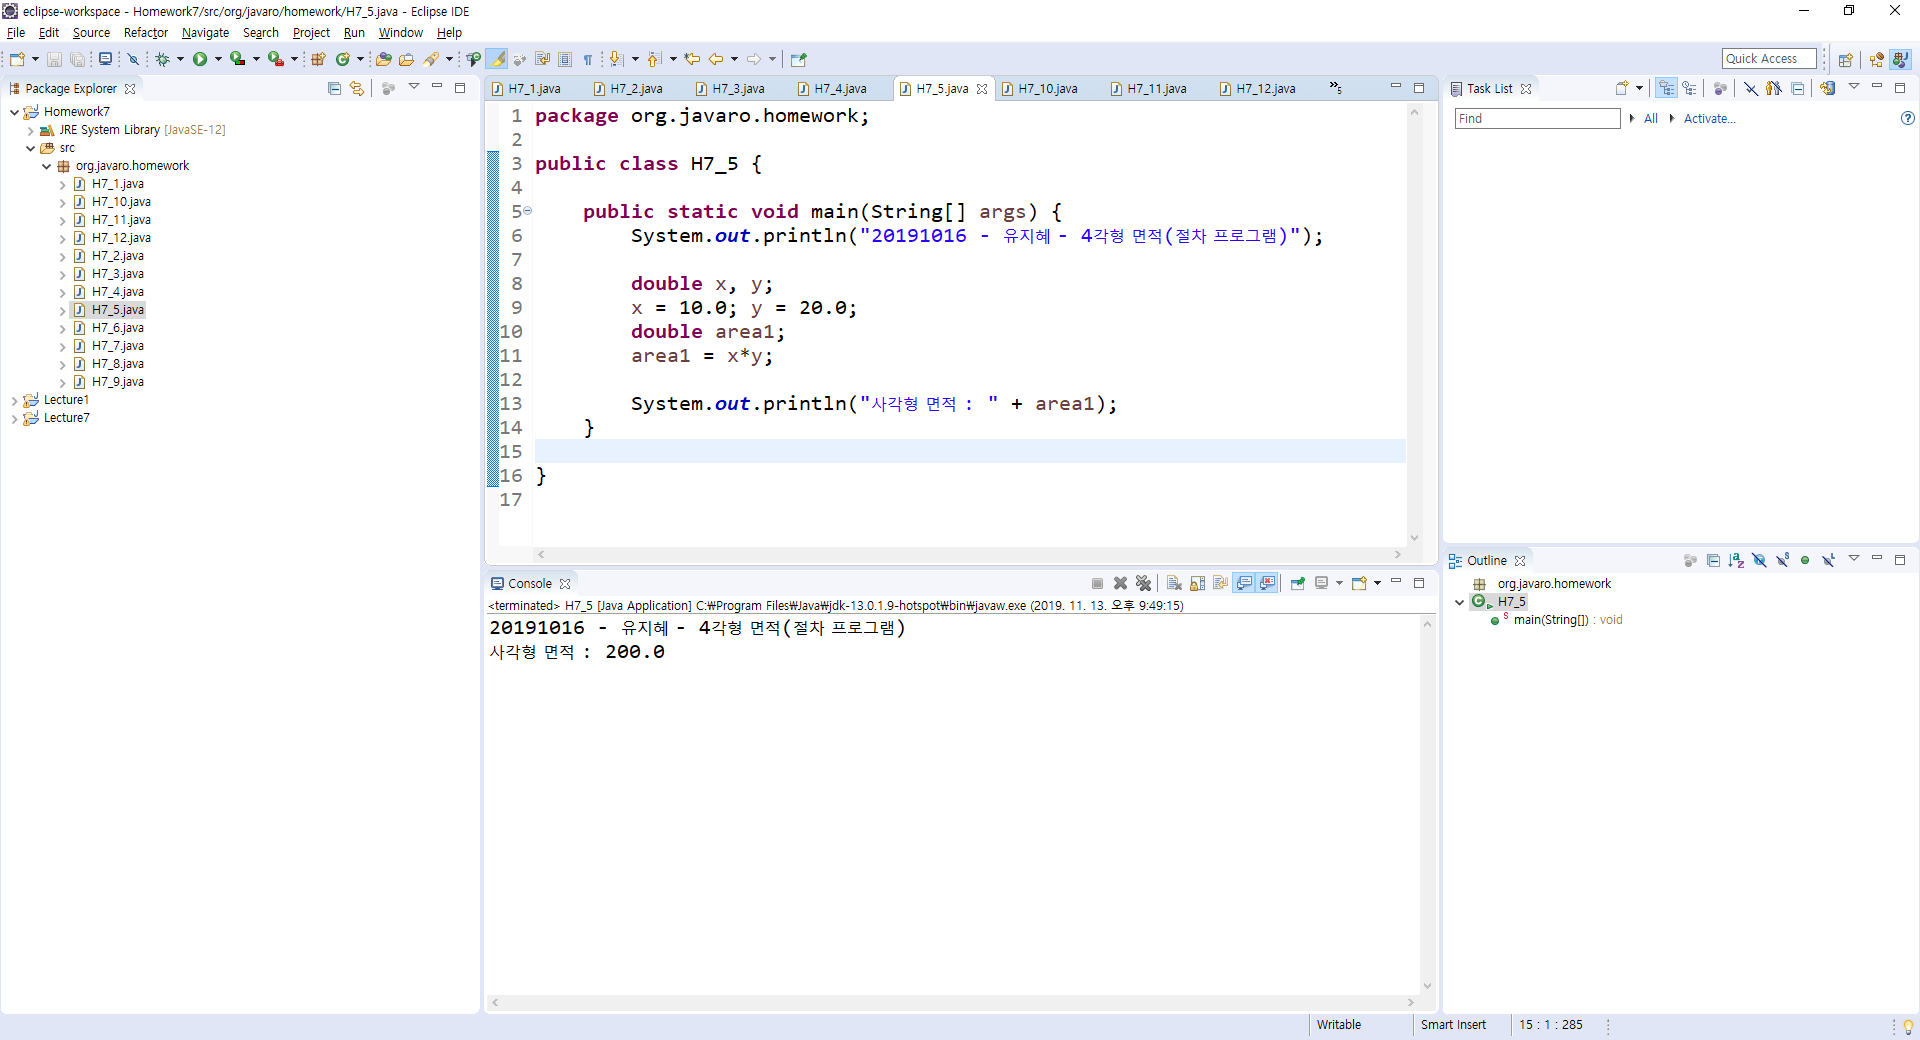 eclipse-workspace - Homework7/src/org/javaro/homework/H7_5.java - Eclipse IDE
File Edit Source Refactor Navigate Search Project Run Window Help
Quick Access
Package Explorer
Homework7
JRE System Library [JavaSE-12]
src
org.javaro.homework
H7_1.java
H7_10.java
H7_11.java
H7_12.java
H7_2.java
H7_3.java
H7_4.java
H7_5.java
H7_6.java
H7_7.java
H7_8.java
H7_9.java
Lecture1
Lecture7
H7_1.java H7_2.java H7_3.java H7_4.java H7_5.java H7_10.java H7_11.java H7_12.java »5
1 package org.javaro.homework;
2
3 public class H7_5 {
4
5 public static void main(String[] args) {
6 System.out.println("20191016 - 유지혜 - 4각형 면적(절차 프로그램)");
7
8 double x, y;
9 x = 10.0; y = 20.0;
10 double area1;
11 area1 = x*y;
12
13 System.out.println("사각형 면적 : " + area1);
14 }
15
16 }
17
Console
<terminated> H7_5 [Java Application] C:₩Program Files₩Java₩jdk-13.0.1.9-hotspot₩bin₩javaw.exe (2019. 11. 13. 오후 9:49:15)
20191016 - 유지혜 - 4각형 면적(절차 프로그램)
사각형 면적 : 200.0
Task List
Find All Activate...
Outline
org.javaro.homework
H7_5
main(String[]) : void
Writable Smart Insert 15 : 1 : 285